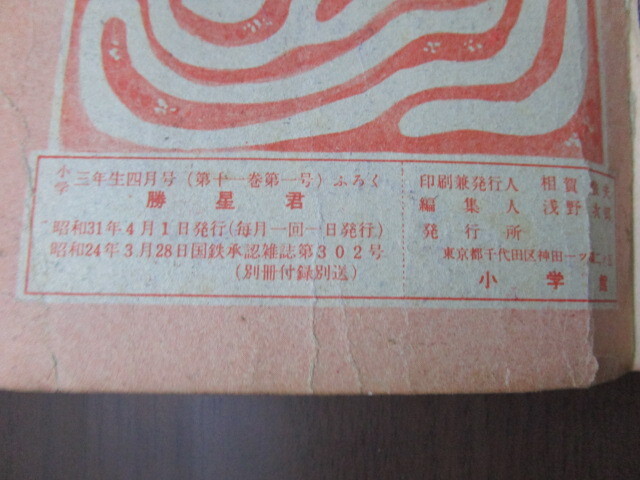 小学三年生四月号(第十一巻第一号)ふろく
勝星君
昭和31年4月1日発行(毎月一回一日発行)
昭和24年3月28日国鉄承認雑誌第302号
(別冊付録別送)
印刷兼発行人 相賀
編集人 浅野
発行所
東京都千代田区神田一ツ
小学館